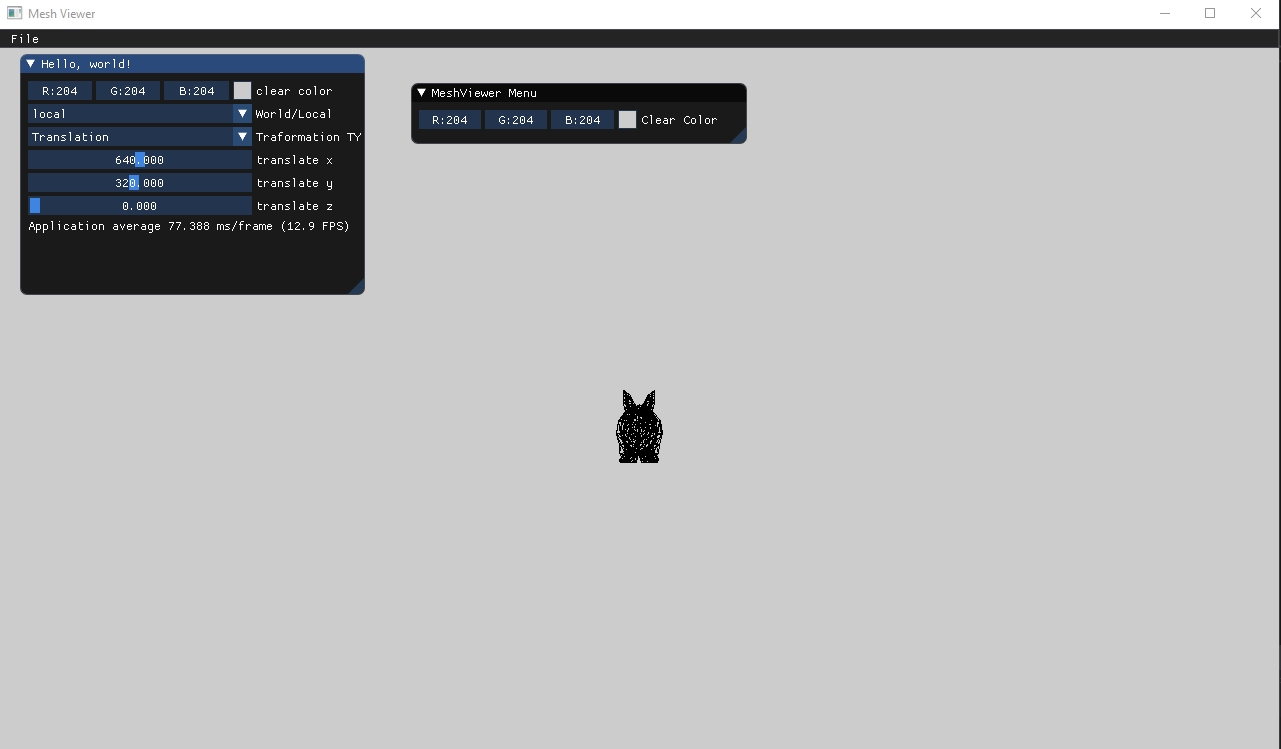 Mesh Viewer
File
Hello, world!
R:204 G:204 B:204 clear color
local World/Local
Translation Traformation TY
640.000 translate x
320.000 translate y
0.000 translate z
Application average 77.388 ms/frame (12.9 FPS)
MeshViewer Menu
R:204 G:204 B:204 Clear Color